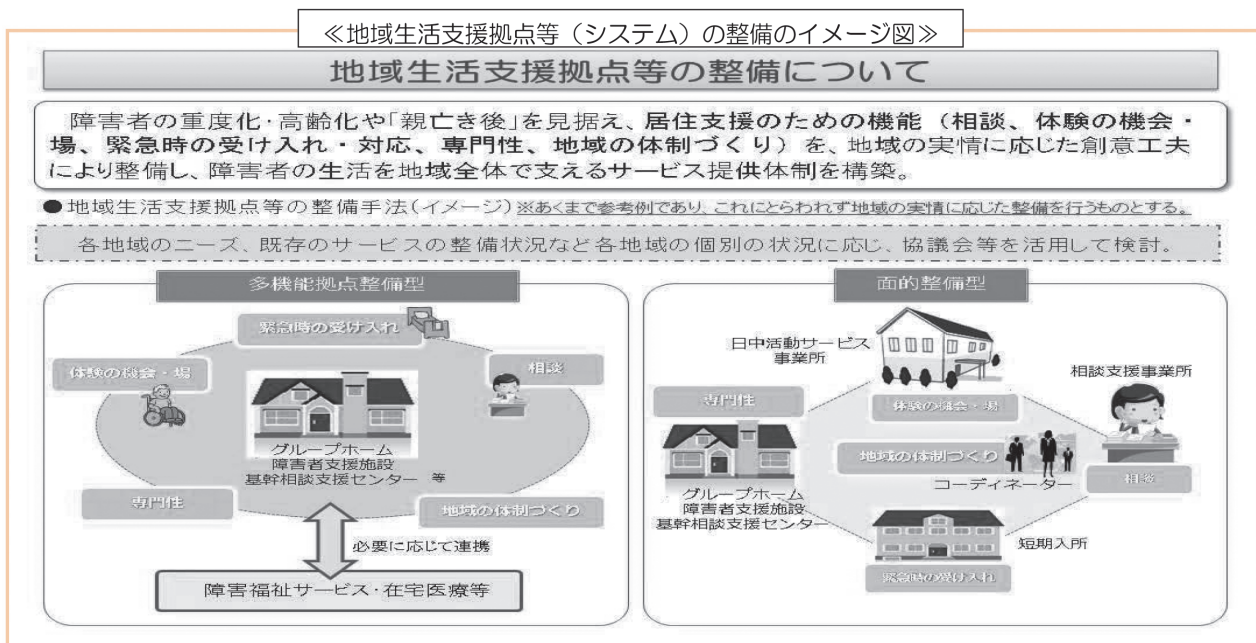 ≪地域生活支援拠点等（システム）の整備のイメージ図≫
地域生活支援拠点等の整備について
障害者の重度化・高齢化や「親亡き後」を見据え、居住支援のための機能（相談、体験の機会・
場、緊急時の受け入れ・対応、専門性、地域の体制づくり）を、地域の実情に応じた創意工夫
により整備し、障害者の生活を地域全体で支えるサービス提供体制を構築。
●地域生活支援拠点等の整備手法（イメージ）※あくまで参考例であり、これにとらわれず地域の実情に応じた整備を行うものとする。
各地域のニーズ、既存のサービスの整備状況など各地域の個別の状況に応じ、協議会等を活用して検討。
多機能拠点整備型
緊急時の受け入れ
体験の機会・場
相談
グループホーム
障害者支援施設
基幹相談支援センター 等
専門性
地域の体制づくり
必要に応じて連携
障害福祉サービス・在宅医療等
面的整備型
日中活動サービス
事業所
相談支援事業所
専門性
体験の機会・場
地域の体制づくり
コーディネーター
相談
グループホーム
障害者支援施設
基幹相談支援センター
短期入所
緊急時の受け入れ